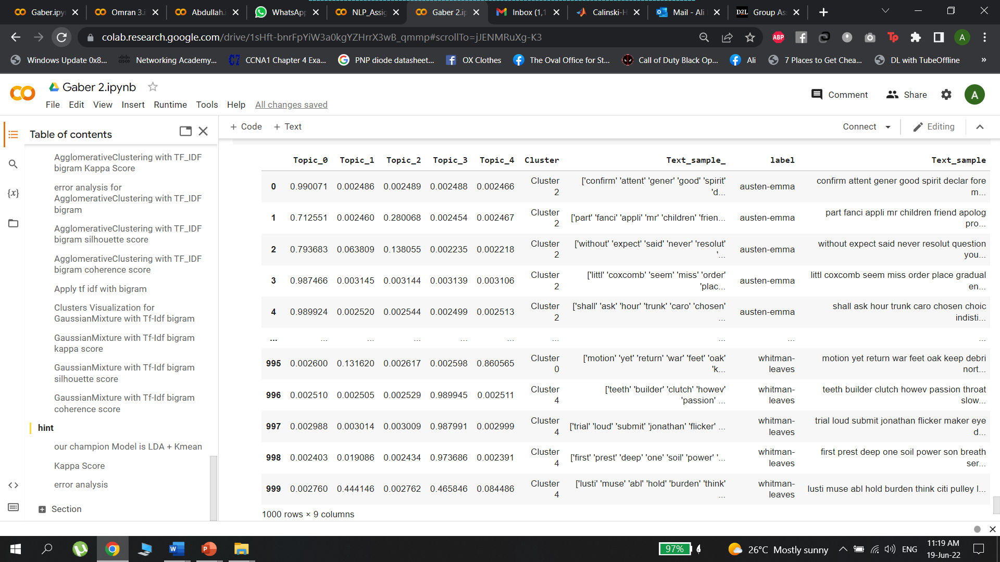 Gaber.ipy
Omran 3.i
Abdullah.i
WhatsApp
NLP_Assig
Gaber 2.ip
Inbox (1,1
Calinski-H
Mail - Ali
D2L Group As
colab.research.google.com/drive/1sHft-bnrFpYiW3a0kgYZHrrX3wB_qmmp#scrollTo=jJENMRuXg-K3
ABP
Tp
A
Windows Update 0x8...
Networking Academy...
CCNA1 Chapter 4 Exa...
PNP diode datasheet...
OX Clothes
The Oval Office for St...
Call of Duty Black Op...
Ali
7 Places to Get Chea...
DL with TubeOffline
»
Gaber 2.ipynb
Comment
Share
A
File Edit View Insert Runtime Tools Help All changes saved
+ Code + Text
Connect
Editing
Table of contents
AgglomerativeClustering with TF_IDF
bigram Kappa Score
error analysis for
AgglomerativeClustering with TF_IDF
bigram
AgglomerativeClustering with TF_IDF
bigram silhouette score
AgglomerativeClustering with TF_IDF
bigram coherence score
Apply tf idf with bigram
Clusters Visualization for
GaussianMixture with Tf-Idf bigram
GaussianMixture with Tf-Idf bigram
kappa score
GaussianMixture with Tf-Idf bigram
silhouette score
GaussianMixture with Tf-Idf bigram
coherence score
hint
our champion Model is LDA + Kmean
Kappa Score
error analysis
Section
Topic_0 Topic_1 Topic_2 Topic_3 Topic_4 Cluster Text_sample_ label Text_sample
0 0.990071 0.002486 0.002489 0.002488 0.002466 Cluster 2 ['confirm' 'attent' 'gener' 'good' 'spirit' 'd... austen-emma confirm attent gener good spirit declar fore m...
1 0.712551 0.002460 0.280068 0.002454 0.002467 Cluster 2 ['part' 'fanci' 'appli' 'mr' 'children' 'frien... austen-emma part fanci appli mr children friend apolog pro...
2 0.793683 0.063809 0.138055 0.002235 0.002218 Cluster 2 ['without' 'expect' 'said' 'never' 'resolut' '... austen-emma without expect said never resolut question you...
3 0.987466 0.003145 0.003144 0.003139 0.003106 Cluster 2 ['littl' 'coxcomb' 'seem' 'miss' 'order' 'plac... austen-emma littl coxcomb seem miss order place gradual en...
4 0.989924 0.002520 0.002544 0.002499 0.002513 Cluster 2 ['shall' 'ask' 'hour' 'trunk' 'caro' 'chosen' ... austen-emma shall ask hour trunk caro chosen choic indisti...
... ... ... ... ... ... ... ... ... ...
995 0.002600 0.131620 0.002617 0.002598 0.860565 Cluster 0 ['motion' 'yet' 'return' 'war' 'feet' 'oak' 'k... whitman-leaves motion yet return war feet oak keep debri nort...
996 0.002510 0.002505 0.002529 0.989945 0.002511 Cluster 4 ['teeth' 'builder' 'clutch' 'howev' 'passion' ... whitman-leaves teeth builder clutch howev passion throat slow...
997 0.002988 0.003014 0.003009 0.987991 0.002999 Cluster 4 ['trial' 'loud' 'submit' 'jonathan' 'flicker' ... whitman-leaves trial loud submit jonathan flicker maker eye d...
998 0.002403 0.019086 0.002434 0.973686 0.002391 Cluster 4 ['first' 'prest' 'deep' 'one' 'soil' 'power' '... whitman-leaves first prest deep one soil power son breath ser...
999 0.002760 0.444146 0.002762 0.465846 0.084486 Cluster 4 ['lusti' 'muse' 'abl' 'hold' 'burden' 'think' ... whitman-leaves lusti muse abl hold burden think citi pulley l...
1000 rows × 9 columns
97%
26°C Mostly sunny
ENG
11:19 AM
19-Jun-22